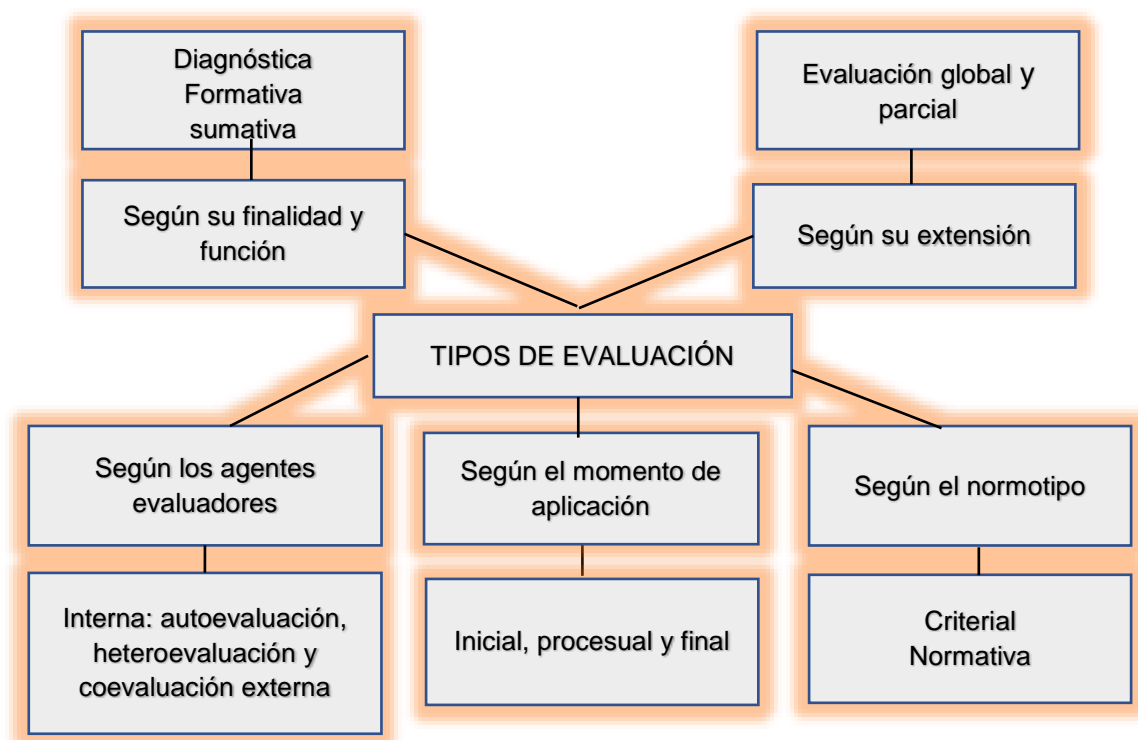 Diagnóstica
Formativa
sumativa
Según su finalidad y
función
Evaluación global y
parcial
Según su extensión
TIPOS DE EVALUACIÓN
Según los agentes
evaluadores
Interna: autoevaluación,
heteroevaluación y
coevaluación externa
Según el momento de
aplicación
Inicial, procesual y final
Según el normotipo
Criterial
Normativa